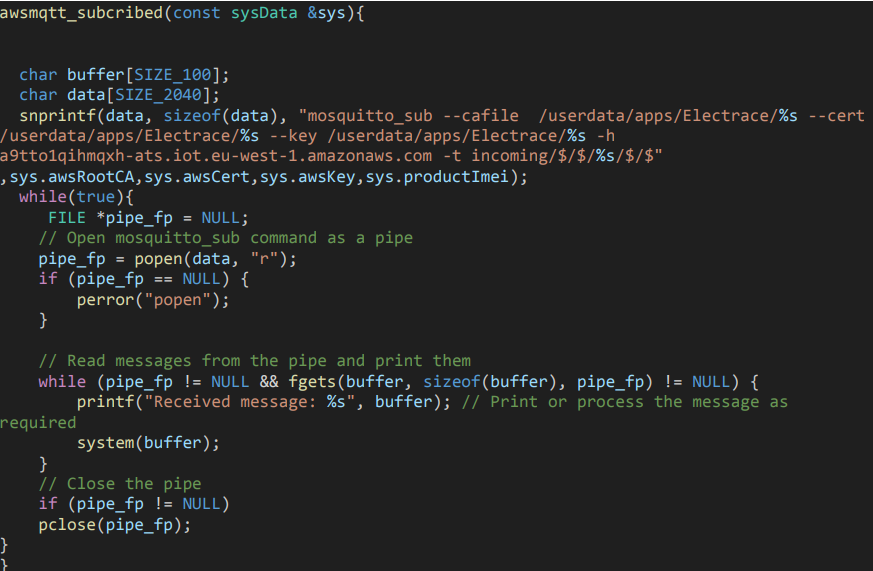 awsmqtt_subcribed(const sysData &sys){
char buffer[SIZE_100];
char data[SIZE_2040];
snprintf(data, sizeof(data), "mosquitto_sub --cafile  /userdata/apps/Electrace/%s --cert
/userdata/apps/Electrace/%s --key /userdata/apps/Electrace/%s -h
a9tto1qihmqxh-ats.iot.eu-west-1.amazonaws.com -t incoming/$/$/%s/$/$"
,sys.awsRootCA,sys.awsCert,sys.awsKey,sys.productImei);
while(true){
FILE *pipe_fp = NULL;
// Open mosquitto_sub command as a pipe
pipe_fp = popen(data, "r");
if (pipe_fp == NULL) {
perror("popen");
}
// Read messages from the pipe and print them
while (pipe_fp != NULL && fgets(buffer, sizeof(buffer), pipe_fp) != NULL) {
printf("Received message: %s", buffer); // Print or process the message as
required
system(buffer);
}
// Close the pipe
if (pipe_fp != NULL)
pclose(pipe_fp);
}
}